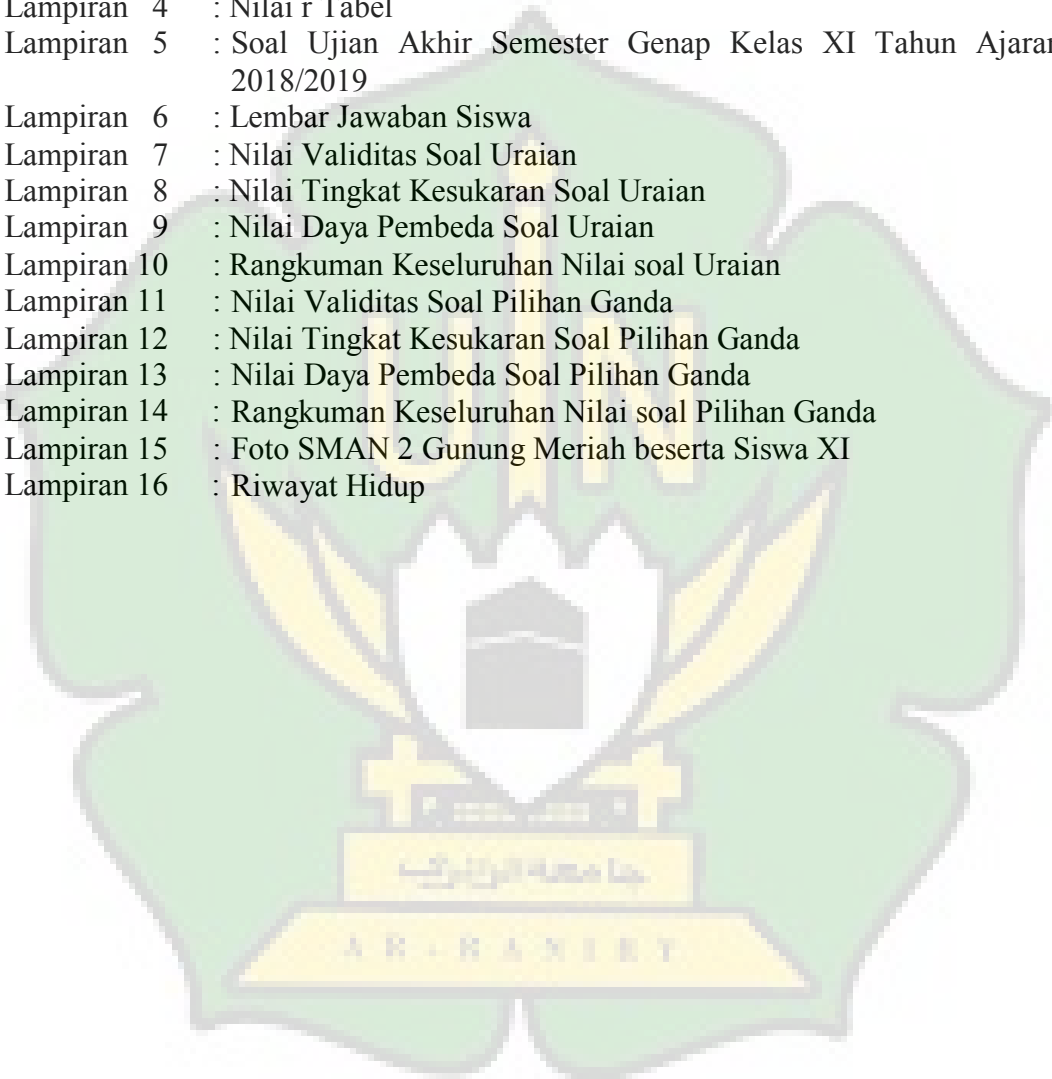 Lampiran 4 : Nilai r Tabel
Lampiran 5 : Soal Ujian Akhir Semester Genap Kelas XI Tahun Ajaran
2018/2019
Lampiran 6 : Lembar Jawaban Siswa
Lampiran 7 : Nilai Validitas Soal Uraian
Lampiran 8 : Nilai Tingkat Kesukaran Soal Uraian
Lampiran 9 : Nilai Daya Pembeda Soal Uraian
Lampiran 10 : Rangkuman Keseluruhan Nilai soal Uraian
Lampiran 11 : Nilai Validitas Soal Pilihan Ganda
Lampiran 12 : Nilai Tingkat Kesukaran Soal Pilihan Ganda
Lampiran 13 : Nilai Daya Pembeda Soal Pilihan Ganda
Lampiran 14 : Rangkuman Keseluruhan Nilai soal Pilihan Ganda
Lampiran 15 : Foto SMAN 2 Gunung Meriah beserta Siswa XI
Lampiran 16 : Riwayat Hidup
UIN
جامعة الرانري
AR-RANIRY